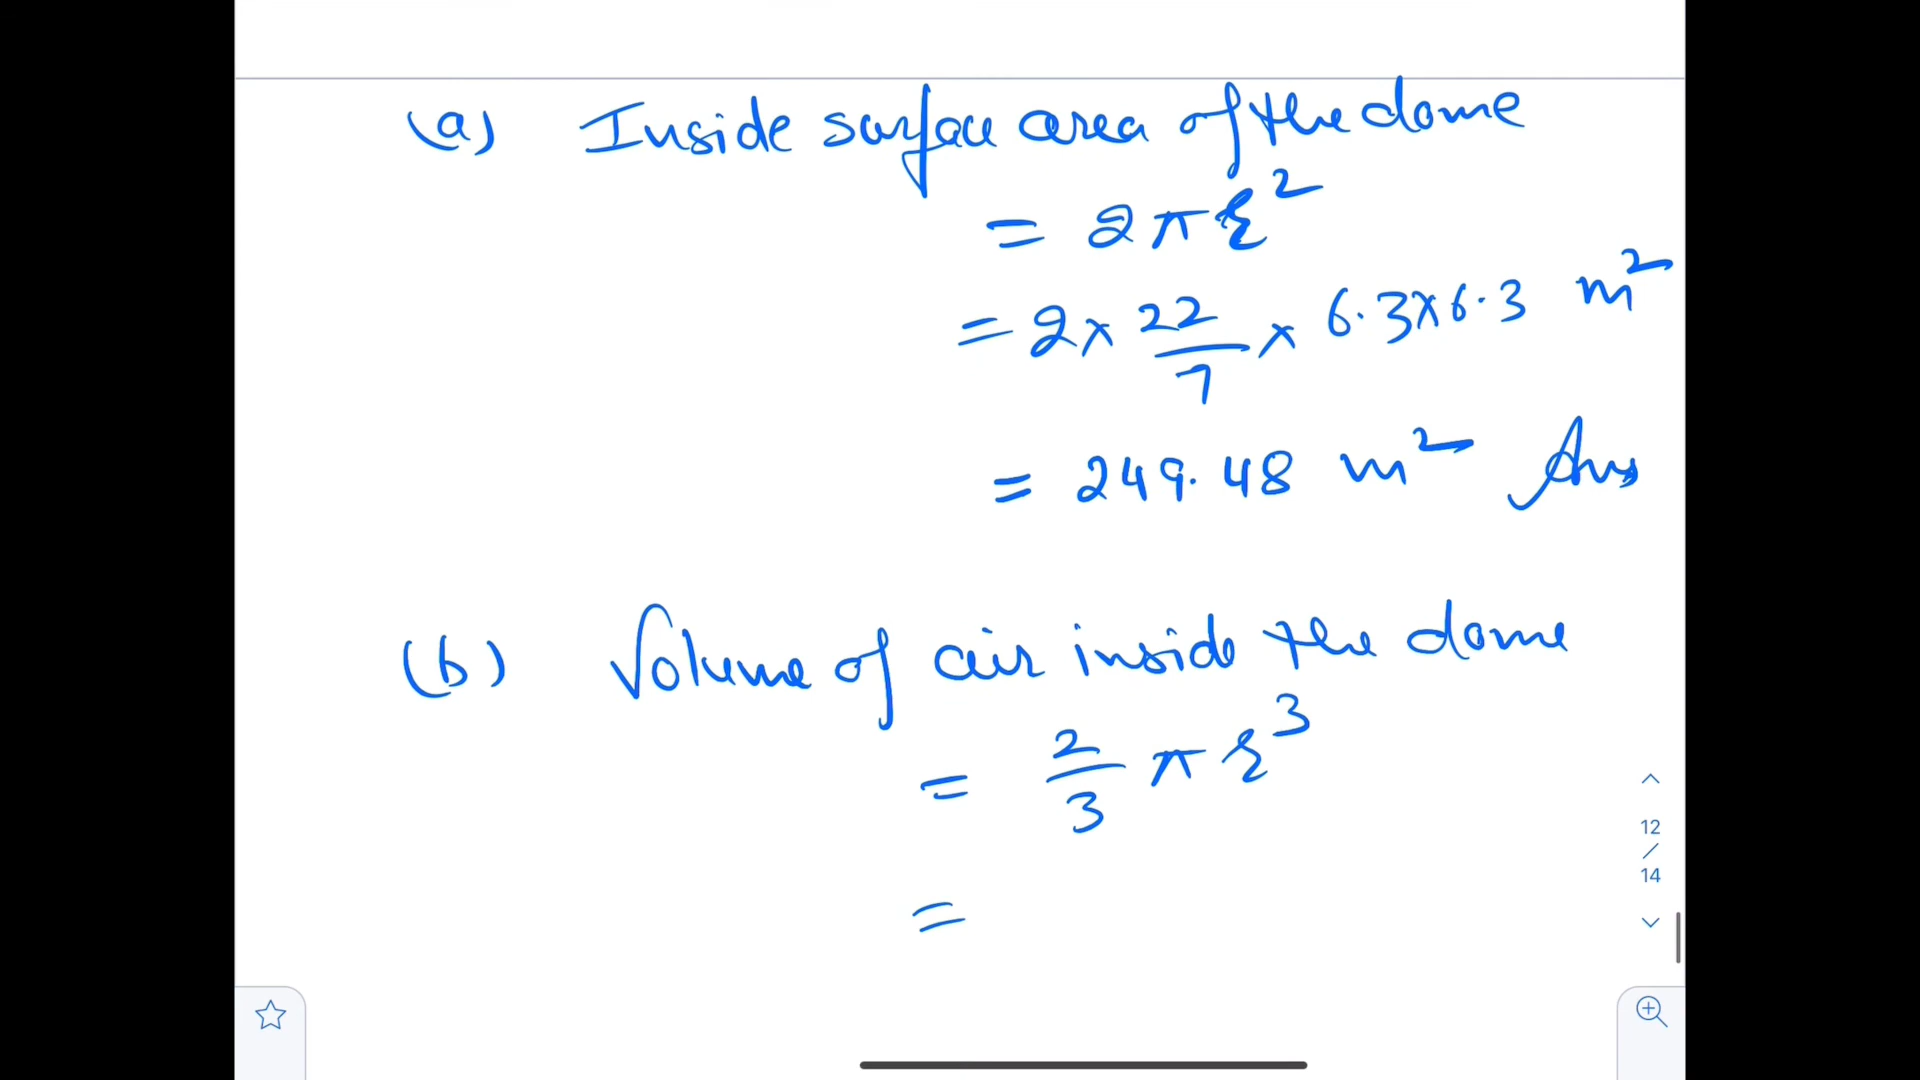 (a) Inside surface area of the dome
= 2πr²
= 2 × 22/7 × 6.3×6.3 m²
= 249.48 m² Ans
(b) Volume of air inside the dome
= 2/3 π r³
=
12
/
14